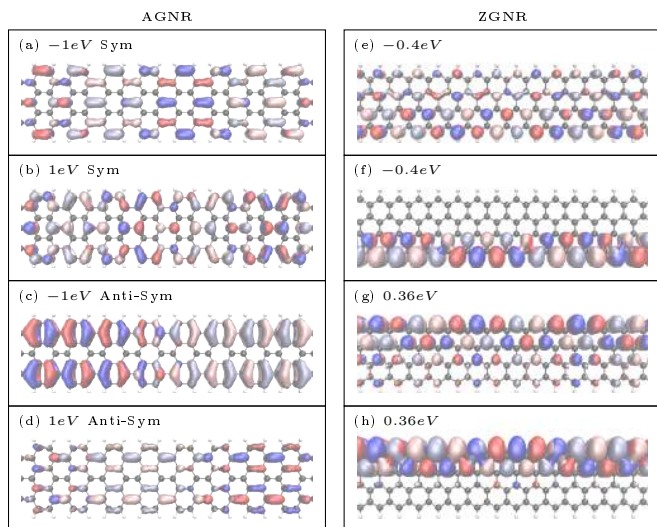 AGNR
(a) −1eV Sym
(b) 1eV Sym
(c) −1eV Anti-Sym
(d) 1eV Anti-Sym
ZGNR
(e) −0.4eV
(f) −0.4eV
(g) 0.36eV
(h) 0.36eV